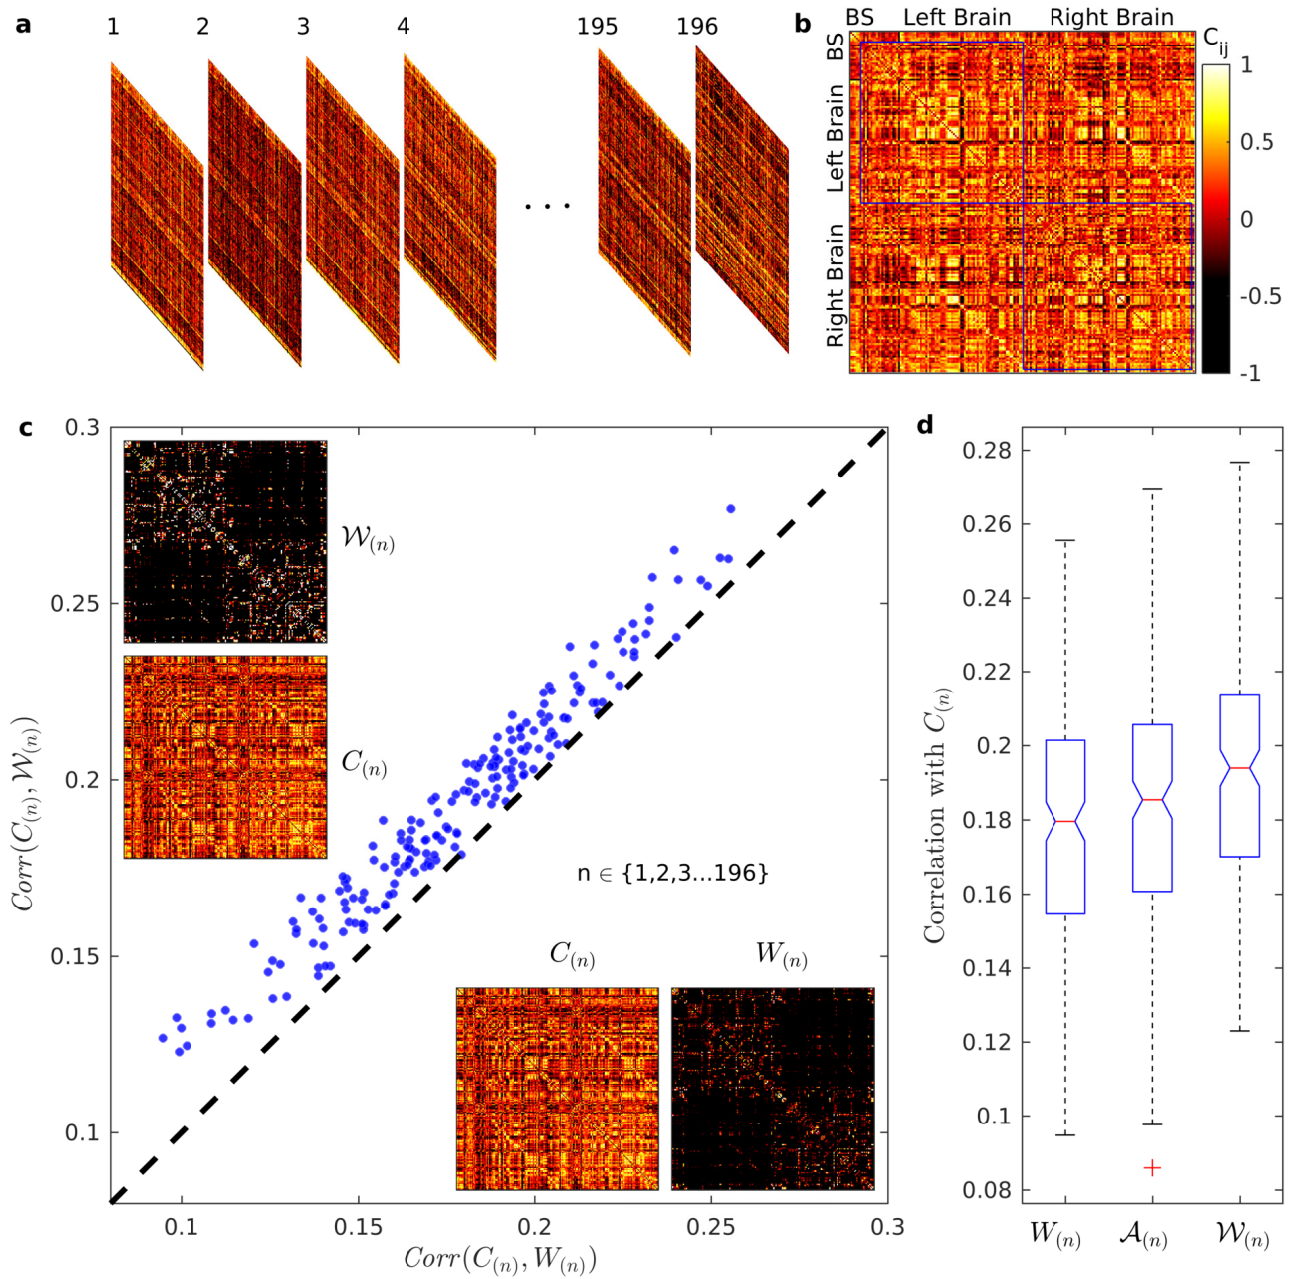 a
1 2 3 4 195 196
. . .
b
BS Left Brain Right Brain
BS
Left Brain
Right Brain
C_ij
1
0.5
0
-0.5
-1
c
0.3
0.25
0.2
0.15
0.1
Corr(C_(n), 𝒲_(n))
𝒲_(n)
C_(n)
n ∈ {1,2,3...196}
C_(n) W_(n)
0.1 0.15 0.2 0.25 0.3
Corr(C_(n), W_(n))
d
0.28
0.26
0.24
0.22
0.2
0.18
0.16
0.14
0.12
0.1
0.08
Correlation with C_(n)
W_(n) 𝒜_(n) 𝒲_(n)